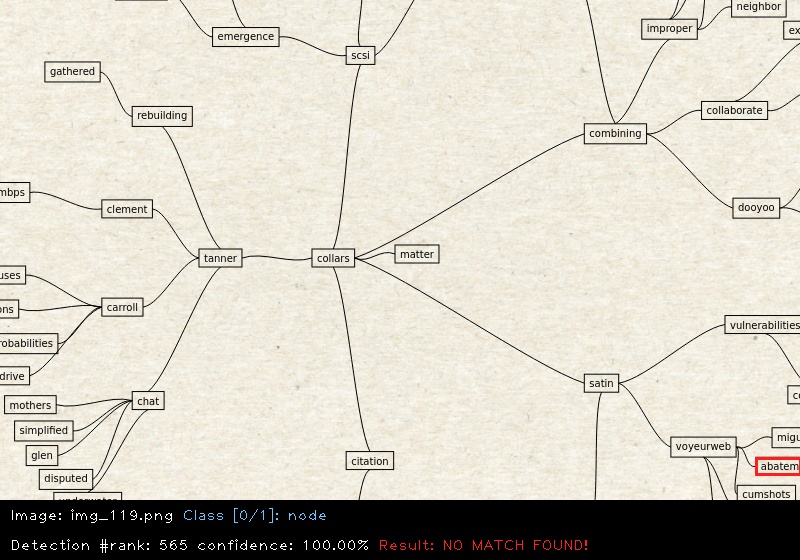 neighbor
improper
emergence
scsi
gathered
rebuilding
collaborate
combining
mbps
clement
dooyoo
tanner
collars
matter
uses
carroll
ons
vulnerabilities
robabilities
drive
satin
mothers
chat
simplified
voyeurweb
migu
glen
citation
abatem
disputed
cumshots
underwater
Image: img_119.png Class [0/1]: node
Detection #rank: 565 confidence: 100.00% Result: NO MATCH FOUND!